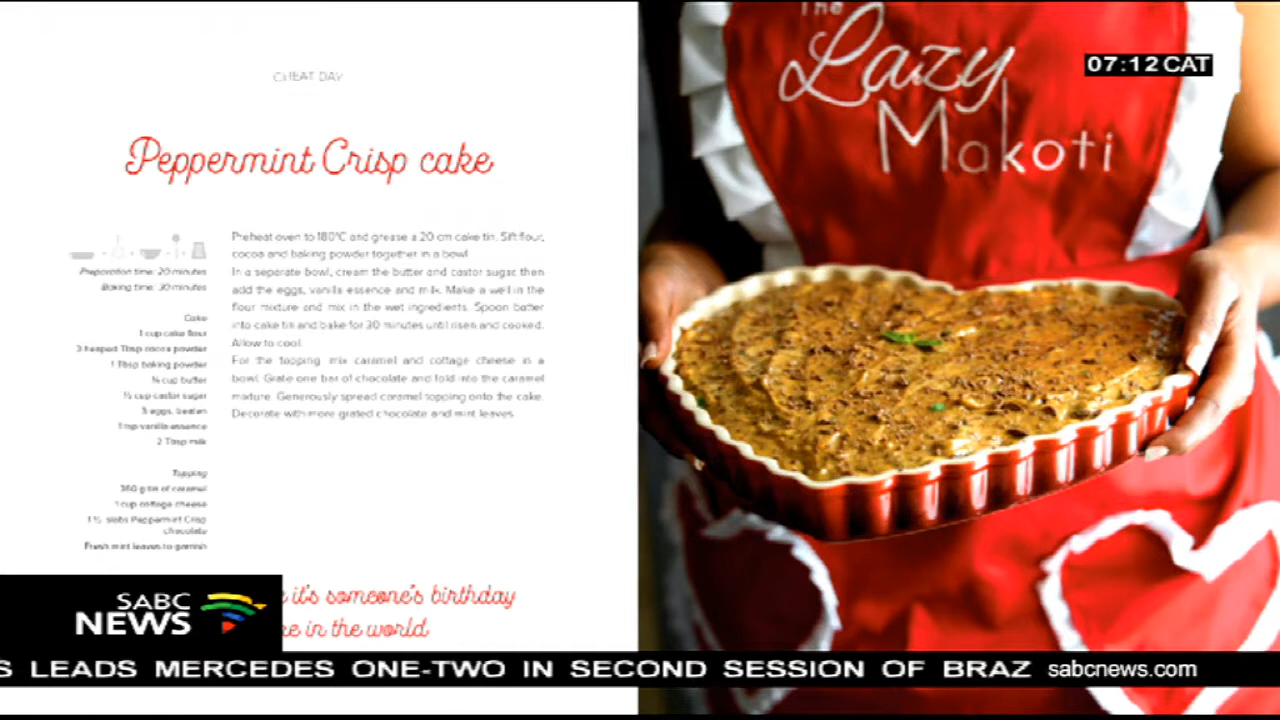 CHEAT DAY
Peppermint Crisp cake
Preparation time: 20 minutes
Baking time: 30 minutes
Cake
1 cup cake flour
3 heaped Tbsp cocoa powder
1 Tbsp baking powder
¾ cup butter
½ cup castor sugar
3 eggs, beaten
1 tsp vanilla essence
2 Tbsp milk
Topping
360 g tin of caramel
1 cup cottage cheese
1 ½ slabs Peppermint Crisp
chocolate
Fresh mint leaves to garnish
Preheat oven to 180°C and grease a 20 cm cake tin. Sift flour,
cocoa and baking powder together in a bowl.
In a separate bowl, cream the butter and castor sugar, then
add the eggs, vanilla essence and milk. Make a well in the
flour mixture and mix in the wet ingredients. Spoon batter
into cake tin and bake for 30 minutes until risen and cooked.
Allow to cool.
For the topping mix caramel and cottage cheese in a
bowl. Grate one bar of chocolate and fold into the caramel
mixture. Generously spread caramel topping onto the cake.
Decorate with more grated chocolate and mint leaves.
it's someone's birthday
in the world
The
Lazy
Makoti
07:12 CAT
SABC
NEWS
S LEADS MERCEDES ONE-TWO IN SECOND SESSION OF BRAZ sabcnews.com